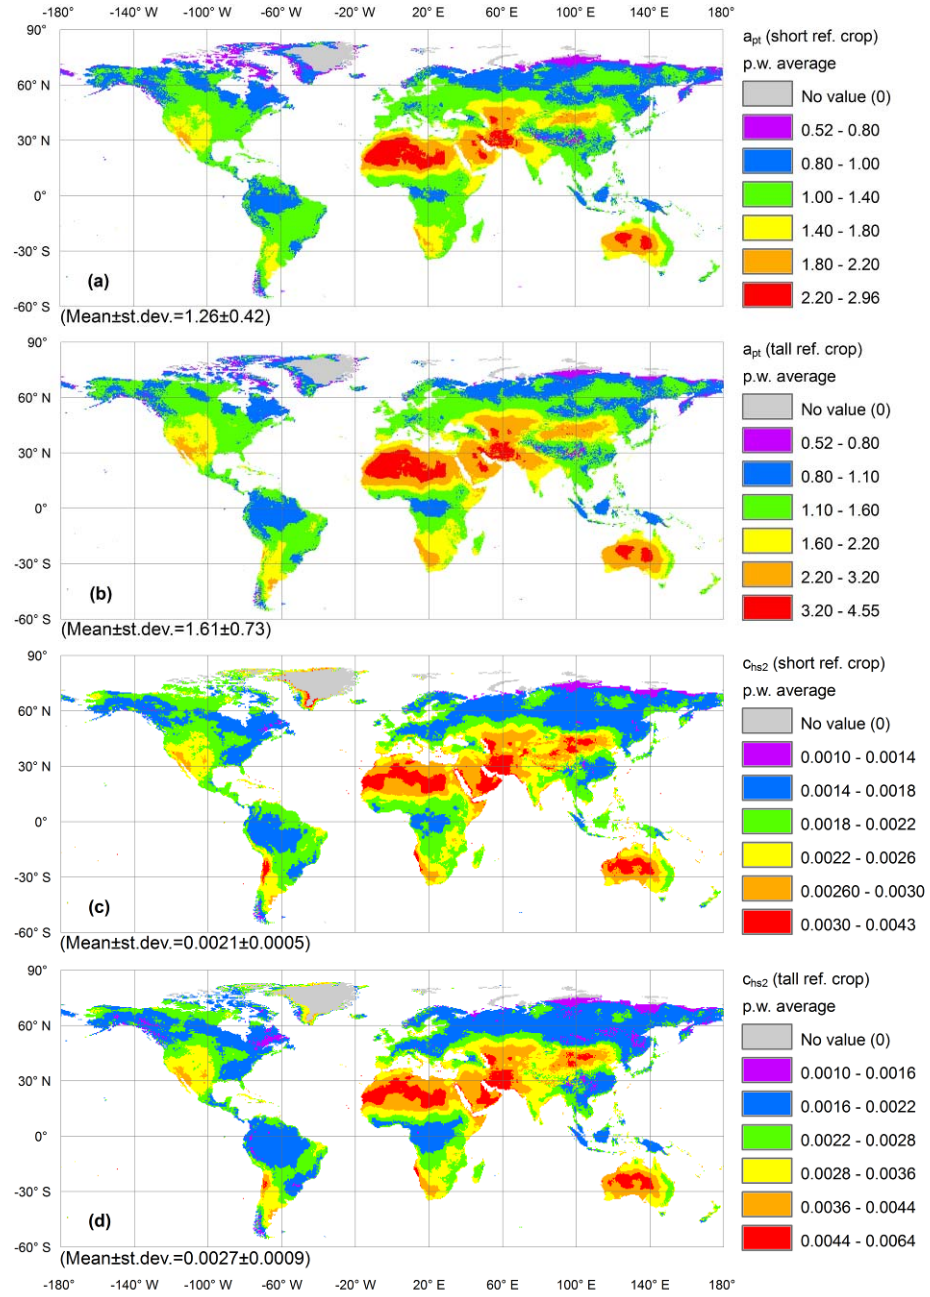 -180° -140° W -100° W -60° W -20° W 20° E 60° E 100° E 140° E 180°
90°
60° N
30° N
0°
-30° S
-60° S
(a)
(Mean±st.dev.=1.26±0.42)
apt (short ref. crop)
p.w. average
No value (0)
0.52 - 0.80
0.80 - 1.00
1.00 - 1.40
1.40 - 1.80
1.80 - 2.20
2.20 - 2.96
90°
60° N
30° N
0°
-30° S
-60° S
(b)
(Mean±st.dev.=1.61±0.73)
apt (tall ref. crop)
p.w. average
No value (0)
0.52 - 0.80
0.80 - 1.10
1.10 - 1.60
1.60 - 2.20
2.20 - 3.20
3.20 - 4.55
90°
60° N
30° N
0°
-30° S
-60° S
(c)
(Mean±st.dev.=0.0021±0.0005)
chs2 (short ref. crop)
p.w. average
No value (0)
0.0010 - 0.0014
0.0014 - 0.0018
0.0018 - 0.0022
0.0022 - 0.0026
0.00260 - 0.0030
0.0030 - 0.0043
90°
60° N
30° N
0°
-30° S
-60° S
(d)
(Mean±st.dev.=0.0027±0.0009)
chs2 (tall ref. crop)
p.w. average
No value (0)
0.0010 - 0.0016
0.0016 - 0.0022
0.0022 - 0.0028
0.0028 - 0.0036
0.0036 - 0.0044
0.0044 - 0.0064
-180° -140° W -100° W -60° W -20° W 20° E 60° E 100° E 140° E 180°